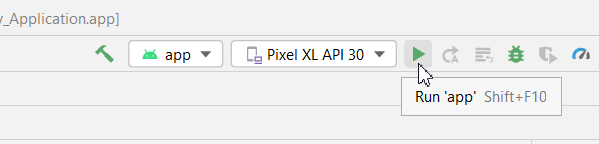 y_Application.app]
app
Pixel XL API 30
Run 'app' Shift+F10